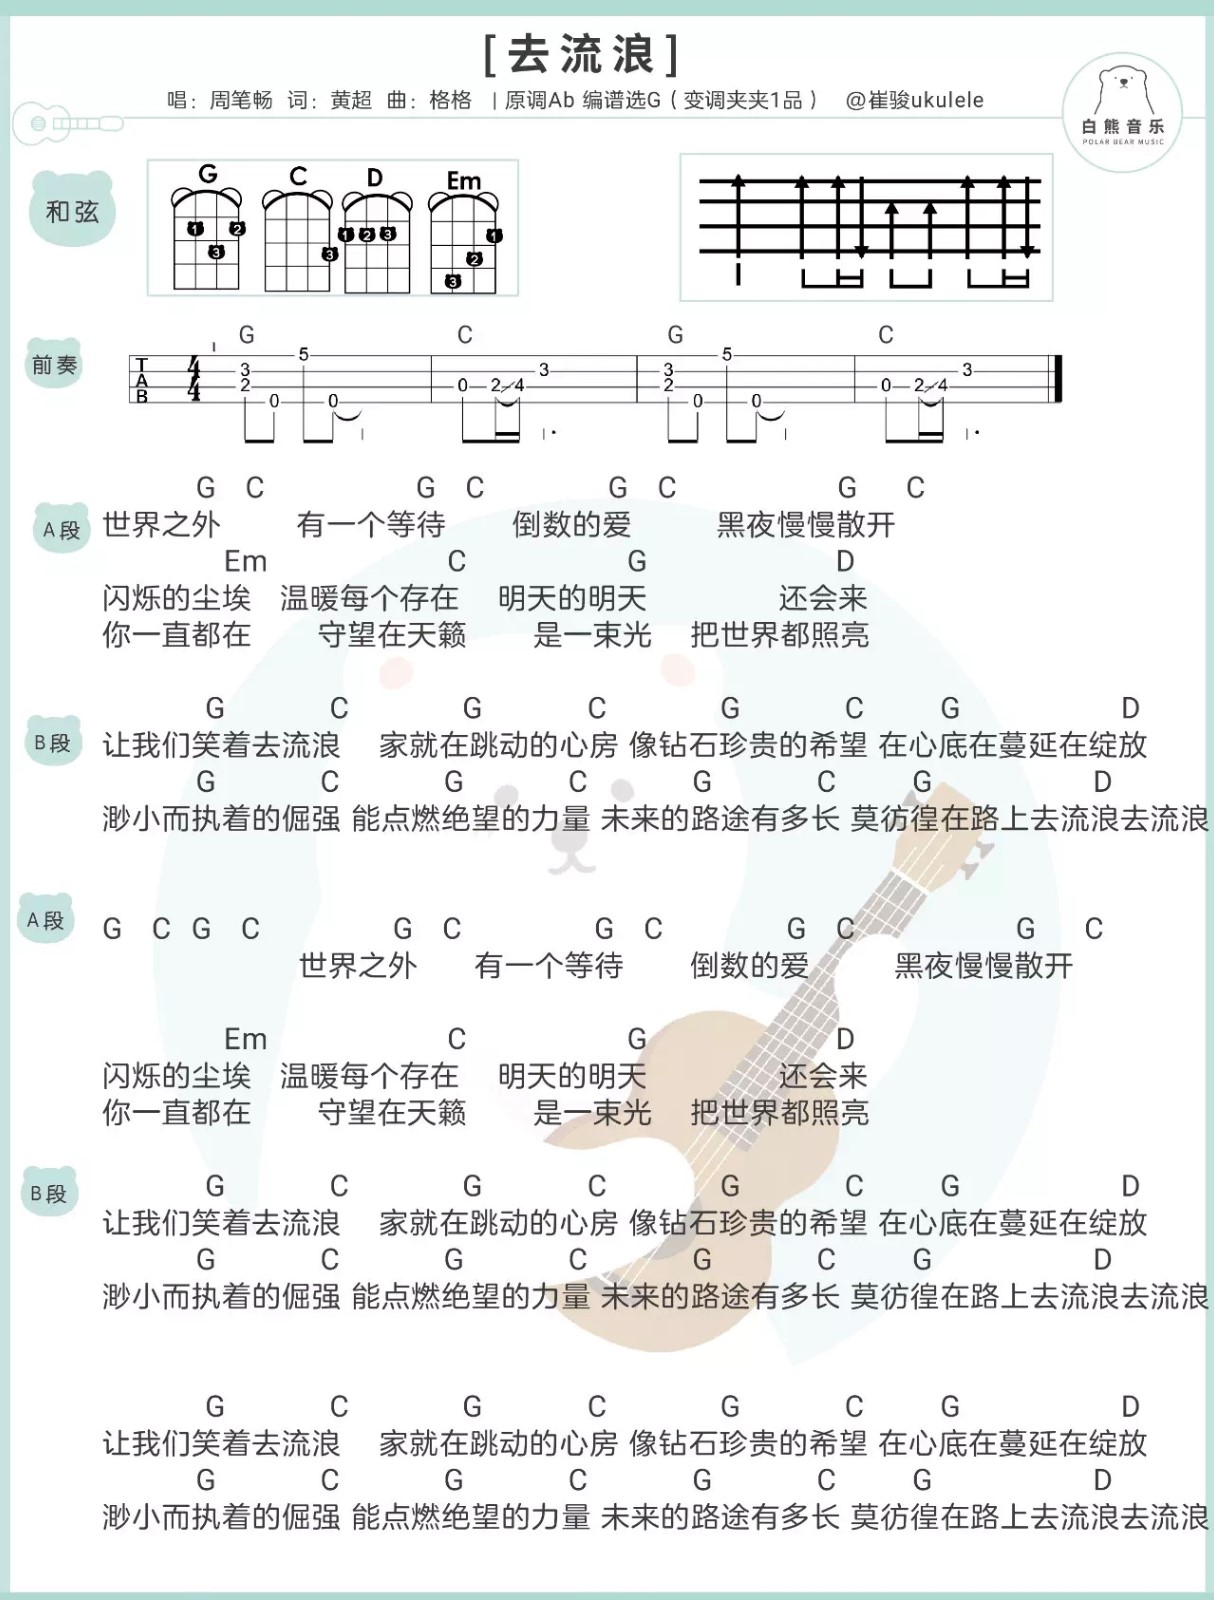 [去流浪]
唱：周笔畅 词：黄超 曲：格格 | 原调Ab 编谱选G（变调夹夹1品） @崔骏ukulele
白熊音乐
POLAR BEAR MUSIC
和弦
G C D Em
1 2 3 3 1 2 3 1 2 3
前奏
G C G C
T A B 4 4
3 2 0 5 0 0 2 4 3 3 2 0 5 0 0 2 4 3
A段
G C G C G C G C
世界之外 有一个等待 倒数的爱 黑夜慢慢散开
Em C G D
闪烁的尘埃 温暖每个存在 明天的明天 还会来
你一直都在 守望在天籁 是一束光 把世界都照亮
B段
G C G C G C G D
让我们笑着去流浪 家就在跳动的心房 像钻石珍贵的希望 在心底在蔓延在绽放
G C G C G C G D
渺小而执着的倔强 能点燃绝望的力量 未来的路途有多长 莫彷徨在路上去流浪去流浪
A段
G C G C G C G C G C G C
世界之外 有一个等待 倒数的爱 黑夜慢慢散开
Em C G D
闪烁的尘埃 温暖每个存在 明天的明天 还会来
你一直都在 守望在天籁 是一束光 把世界都照亮
B段
G C G C G C G D
让我们笑着去流浪 家就在跳动的心房 像钻石珍贵的希望 在心底在蔓延在绽放
G C G C G C G D
渺小而执着的倔强 能点燃绝望的力量 未来的路途有多长 莫彷徨在路上去流浪去流浪
G C G C G C G D
让我们笑着去流浪 家就在跳动的心房 像钻石珍贵的希望 在心底在蔓延在绽放
G C G C G C G D
渺小而执着的倔强 能点燃绝望的力量 未来的路途有多长 莫彷徨在路上去流浪去流浪